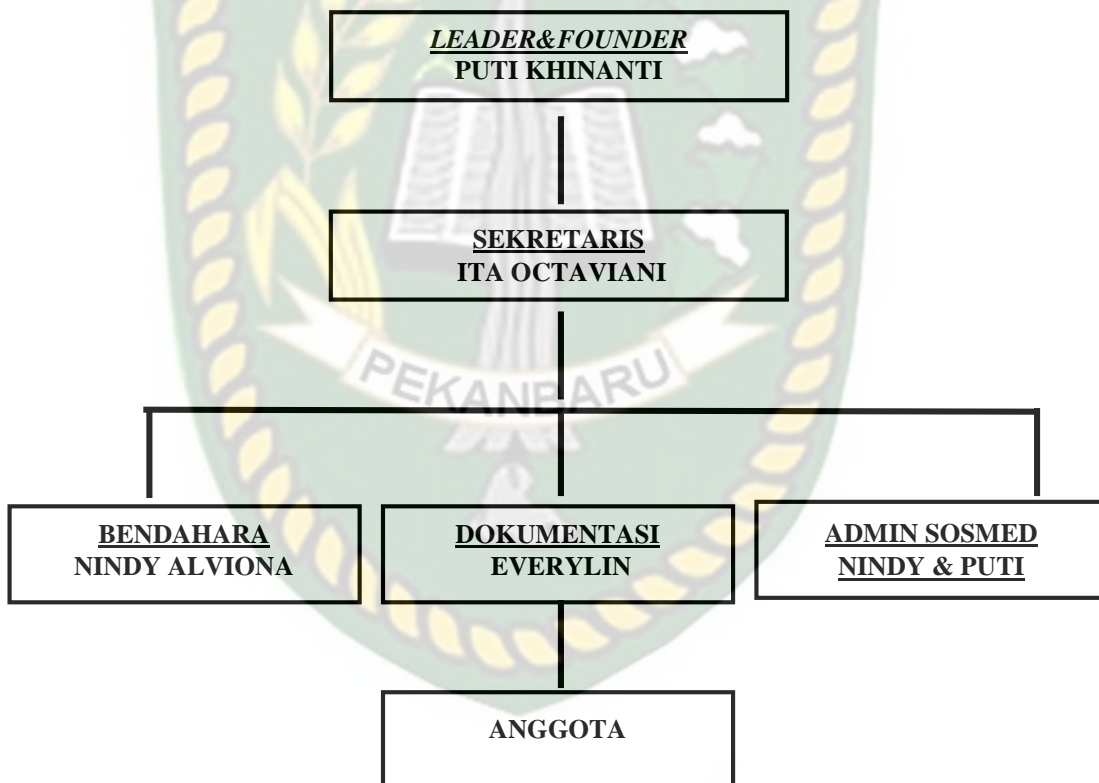 LEADER&FOUNDER
PUTI KHINANTI
SEKRETARIS
ITA OCTAVIANI
PEKANBARU
BENDAHARA
NINDY ALVIONA
DOKUMENTASI
EVERYLIN
ADMIN SOSMED
NINDY & PUTI
ANGGOTA